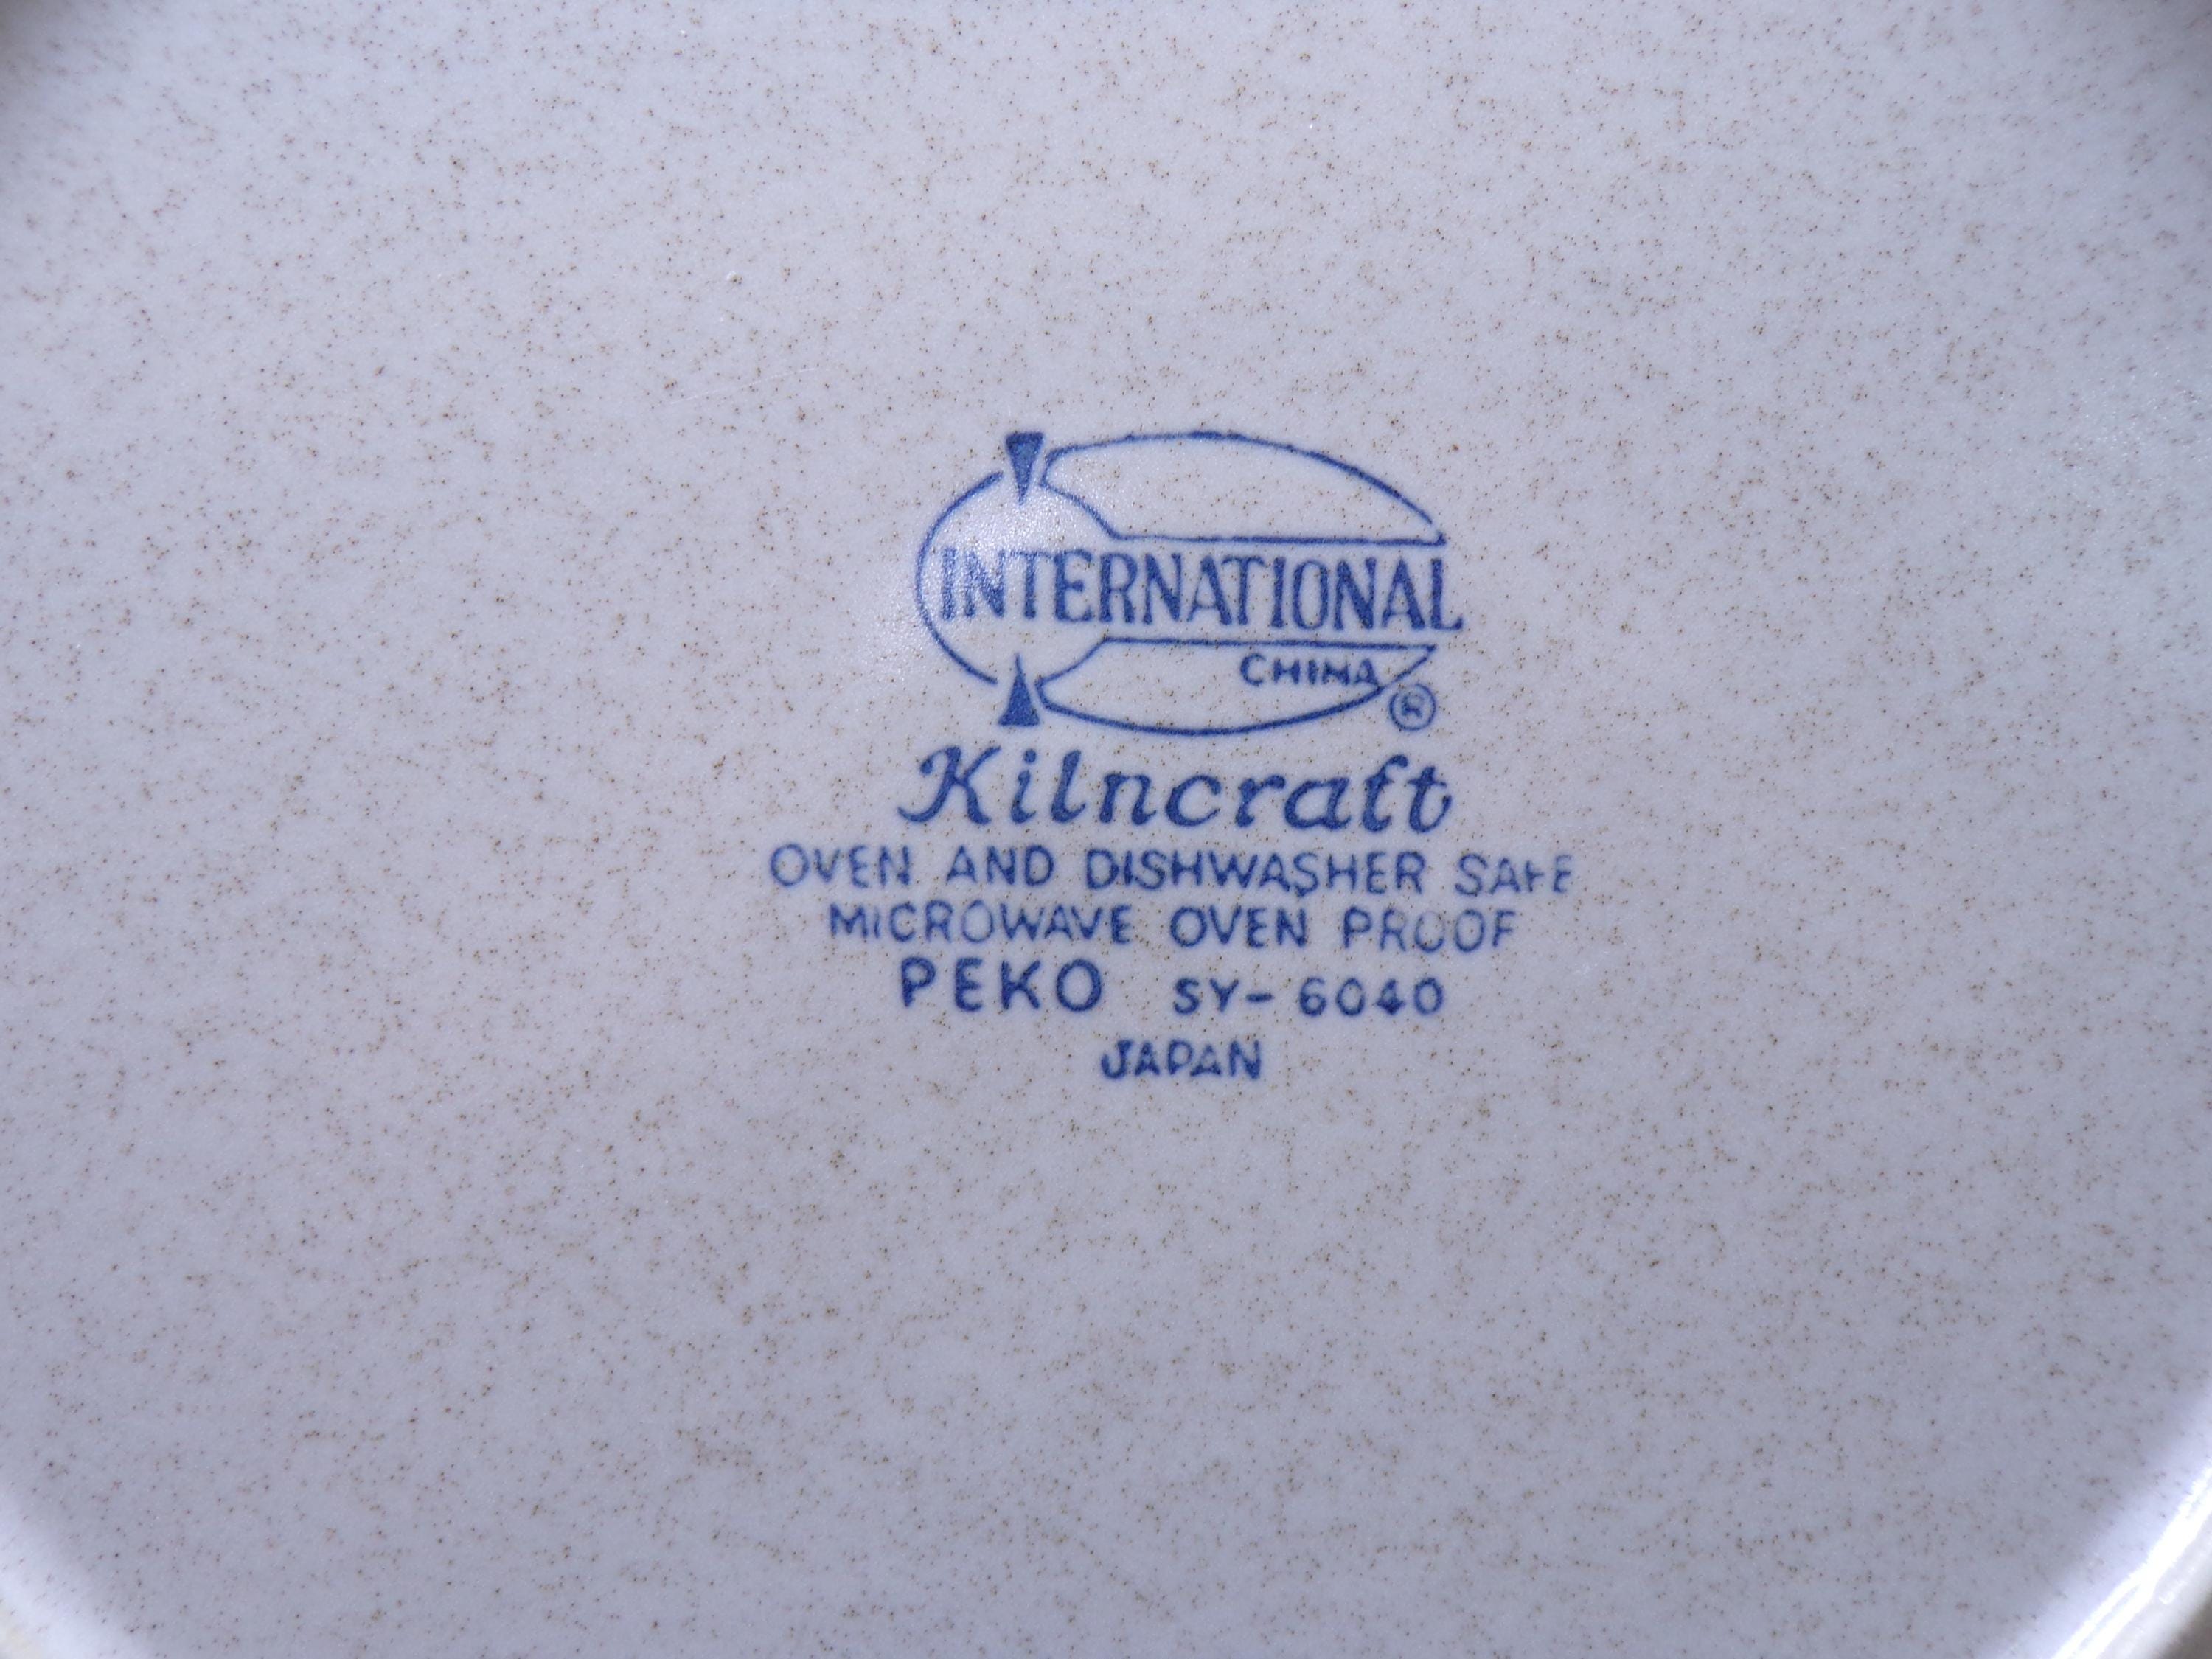 INTERNATIONAL
CHINA ®
Kilncraft
OVEN AND DISHWASHER SAFE
MICROWAVE OVEN PROOF
PEKO SY-6040
JAPAN